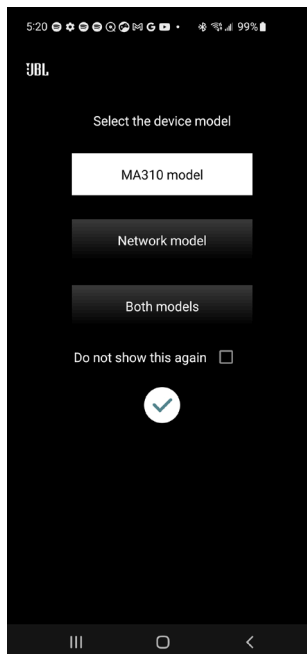 5:20 99%
JBL
Select the device model
MA310 model
Network model
Both models
Do not show this again